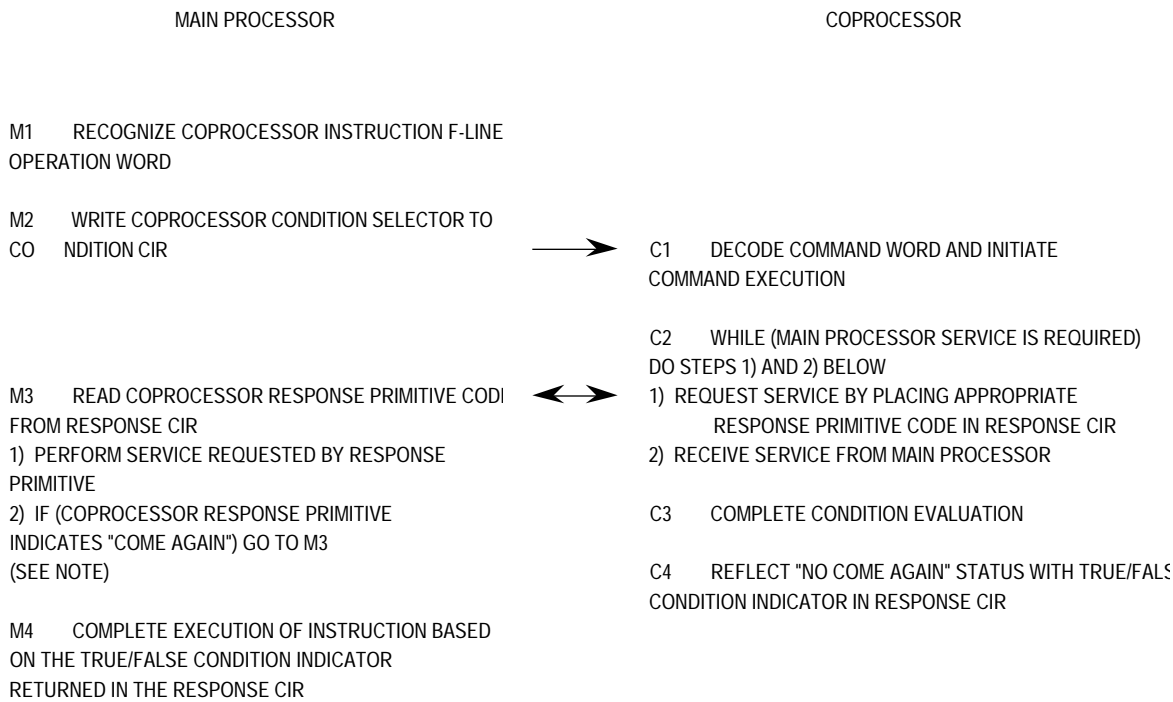 MAIN PROCESSOR
COPROCESSOR
M1 RECOGNIZE COPROCESSOR INSTRUCTION F-LINE
OPERATION WORD
M2 WRITE COPROCESSOR CONDITION SELECTOR TO
CO NDITION CIR
M3 READ COPROCESSOR RESPONSE PRIMITIVE COD
FROM RESPONSE CIR
1) PERFORM SERVICE REQUESTED BY RESPONSE
PRIMITIVE
2) IF (COPROCESSOR RESPONSE PRIMITIVE
INDICATES "COME AGAIN") GO TO M3
(SEE NOTE)
M4 COMPLETE EXECUTION OF INSTRUCTION BASED
ON THE TRUE/FALSE CONDITION INDICATOR
RETURNED IN THE RESPONSE CIR
C1 DECODE COMMAND WORD AND INITIATE
COMMAND EXECUTION
C2 WHILE (MAIN PROCESSOR SERVICE IS REQUIRED)
DO STEPS 1) AND 2) BELOW
1) REQUEST SERVICE BY PLACING APPROPRIATE
RESPONSE PRIMITIVE CODE IN RESPONSE CIR
2) RECEIVE SERVICE FROM MAIN PROCESSOR
C3 COMPLETE CONDITION EVALUATION
C4 REFLECT "NO COME AGAIN" STATUS WITH TRUE/FALS
CONDITION INDICATOR IN RESPONSE CIR